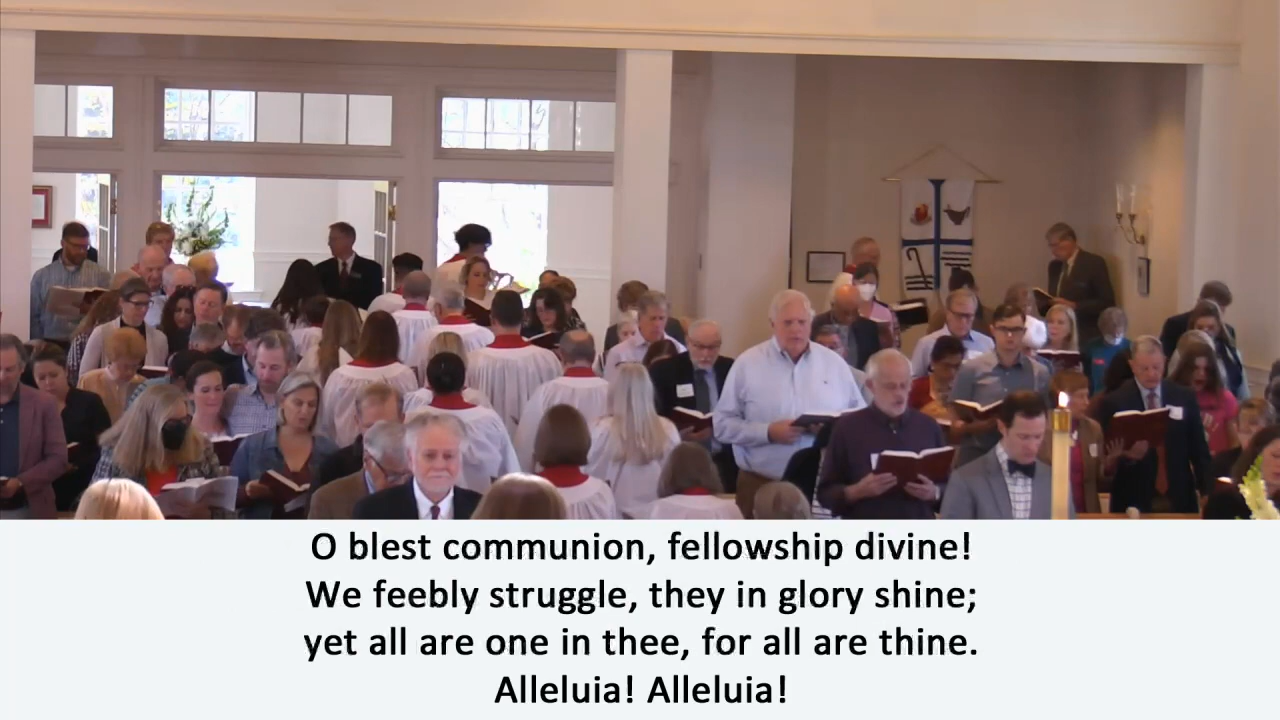 O blest communion, fellowship divine!
We feebly struggle, they in glory shine;
yet all are one in thee, for all are thine.
Alleluia! Alleluia!